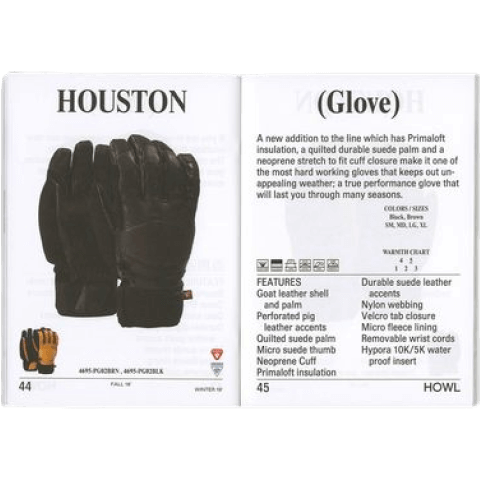 HOUSTON
4695-PG02BRN , 4695-PG02BLK
44
FALL 18'
WINTER 18'
(Glove)
A new addition to the line which has Primaloft
insulation, a quilted durable suede palm and a
neoprene stretch to fit cuff closure make it one of
the most hard working gloves that keeps out un-
appealing weather; a true performance glove that
will last you through many seasons.
COLORS / SIZES
Black, Brown
SM, MD, LG, XL
WARMTH CHART
4 2
1 2 3
FEATURES
Goat leather shell
and palm
Perforated pig
leather accents
Quilted suede palm
Micro suede thumb
Neoprene Cuff
Primaloft insulation
Durable suede leather
accents
Nylon webbing
Velcro tab closure
Micro fleece lining
Removable wrist cords
Hypora 10K/5K water
proof insert
45
HOWL